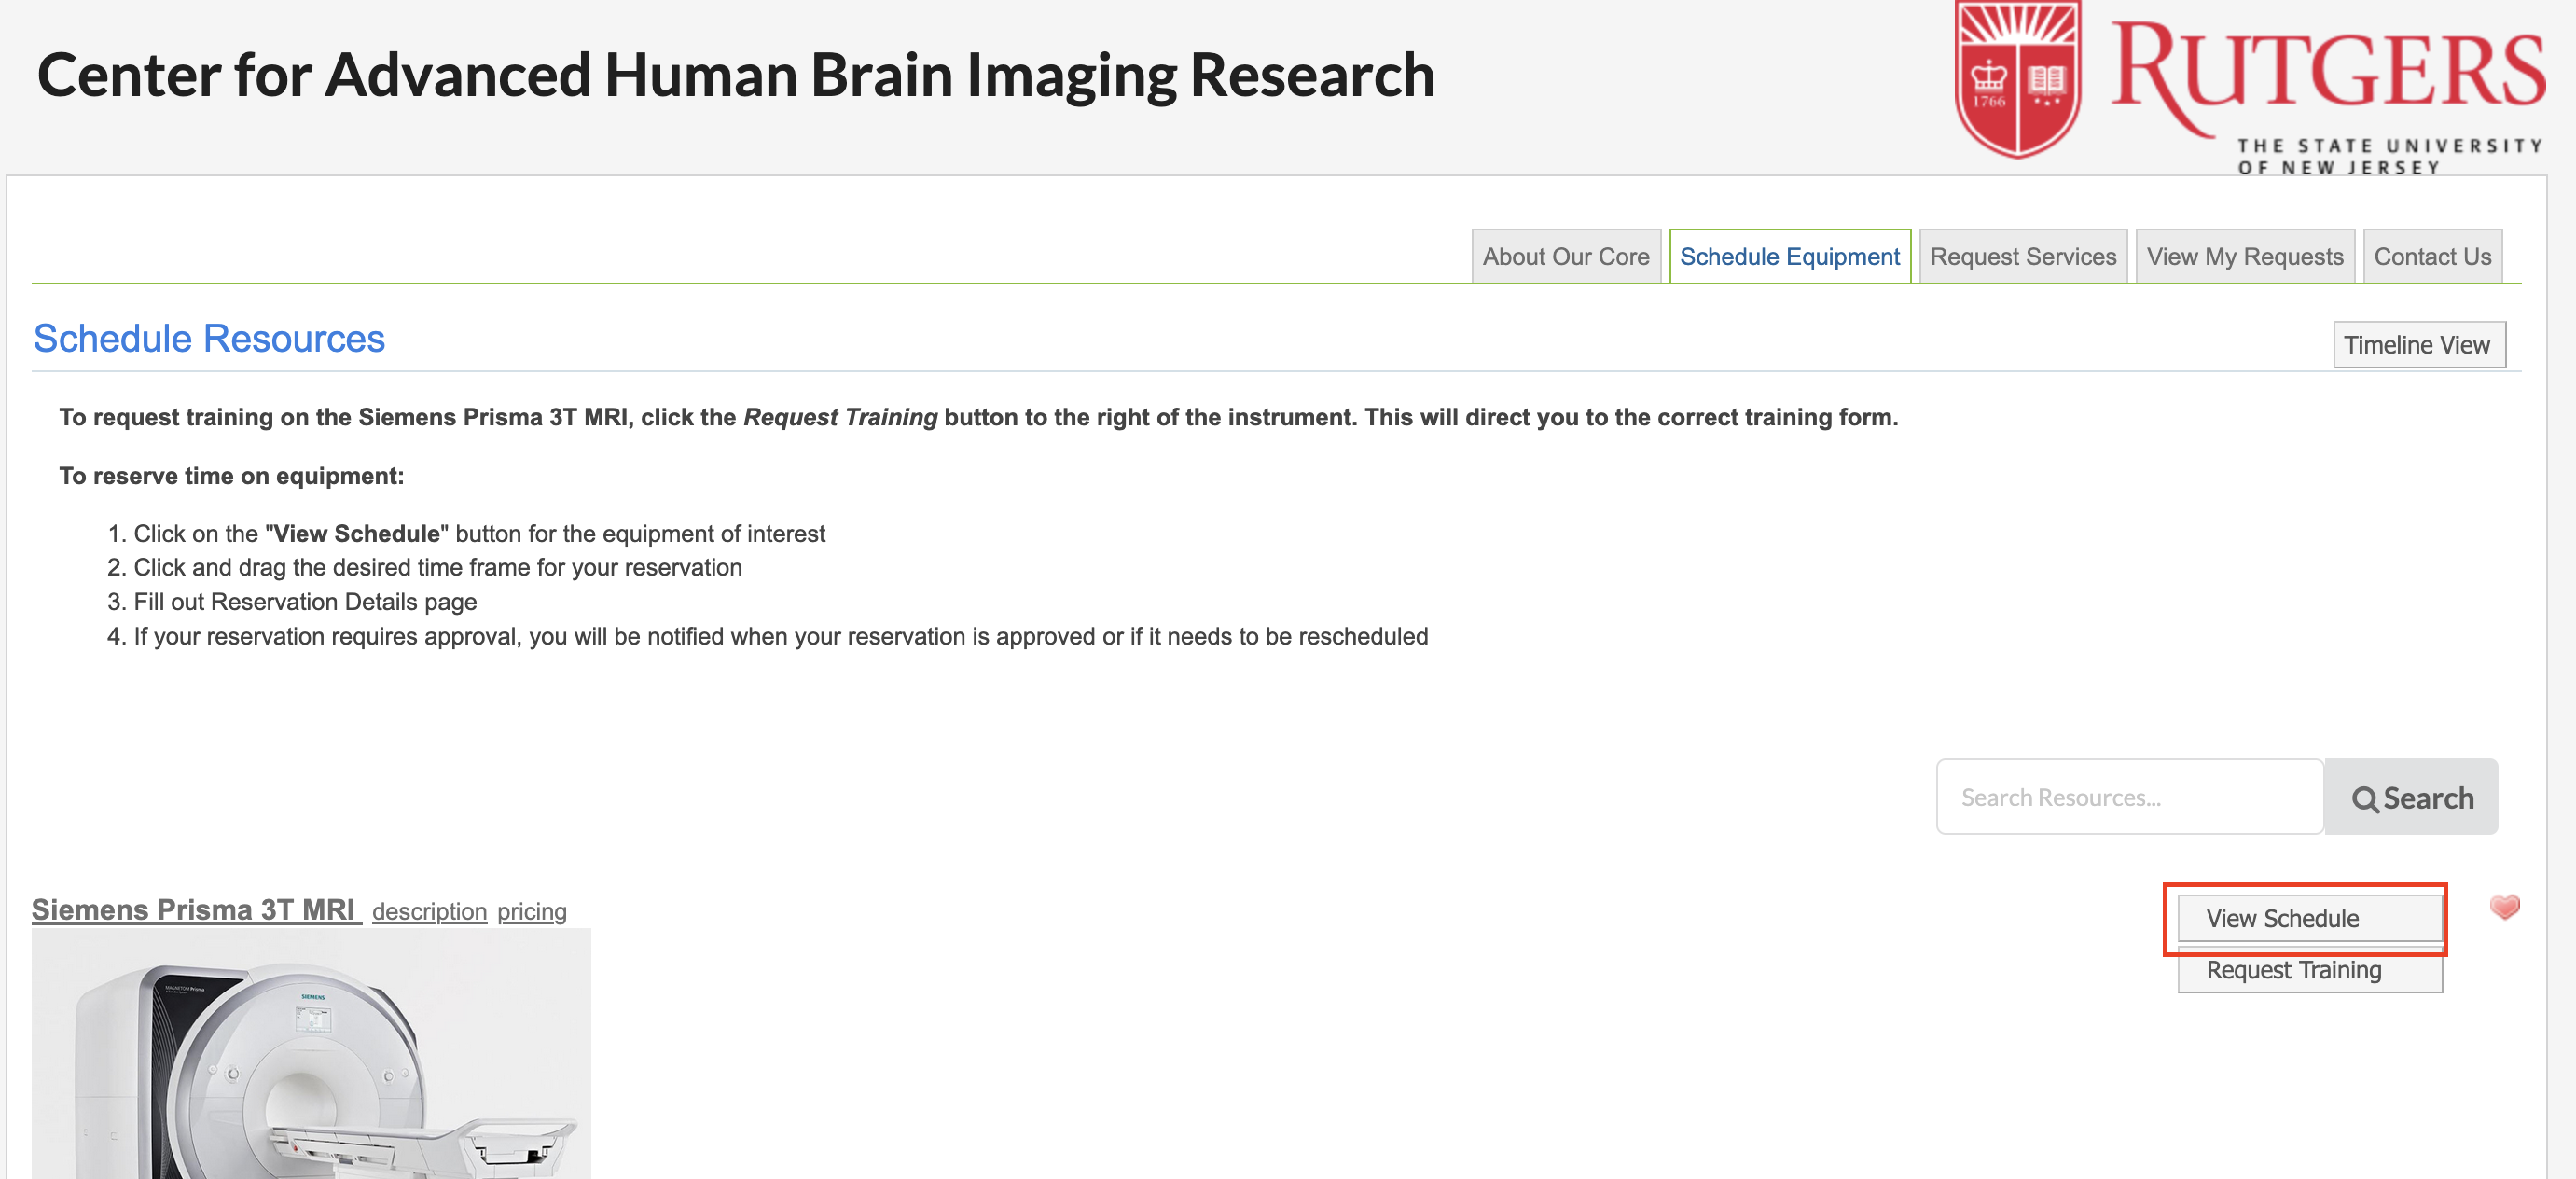 Center for Advanced Human Brain Imaging Research
1766
RUTGERS
THE STATE UNIVERSITY
OF NEW JERSEY
About Our Core
Schedule Equipment
Request Services
View My Requests
Contact Us
Schedule Resources
Timeline View
To request training on the Siemens Prisma 3T MRI, click the Request Training button to the right of the instrument. This will direct you to the correct training form.
To reserve time on equipment:
1. Click on the "View Schedule" button for the equipment of interest
2. Click and drag the desired time frame for your reservation
3. Fill out Reservation Details page
4. If your reservation requires approval, you will be notified when your reservation is approved or if it needs to be rescheduled
Search Resources...
Search
Siemens Prisma 3T MRI description pricing
View Schedule
Request Training
MAGNETOM Prisma
SIEMENS